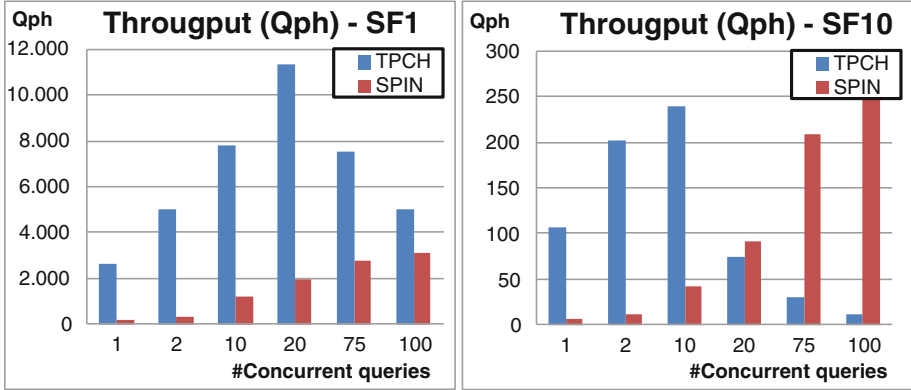 Througput (Qph) - SF1
Qph
12.000
10.000
8.000
6.000
4.000
2.000
0
TPCH
SPIN
1 2 10 20 75 100
#Concurrent queries
Througput (Qph) - SF10
Qph
300
250
200
150
100
50
0
TPCH
SPIN
1 2 10 20 75 100
#Concurrent queries